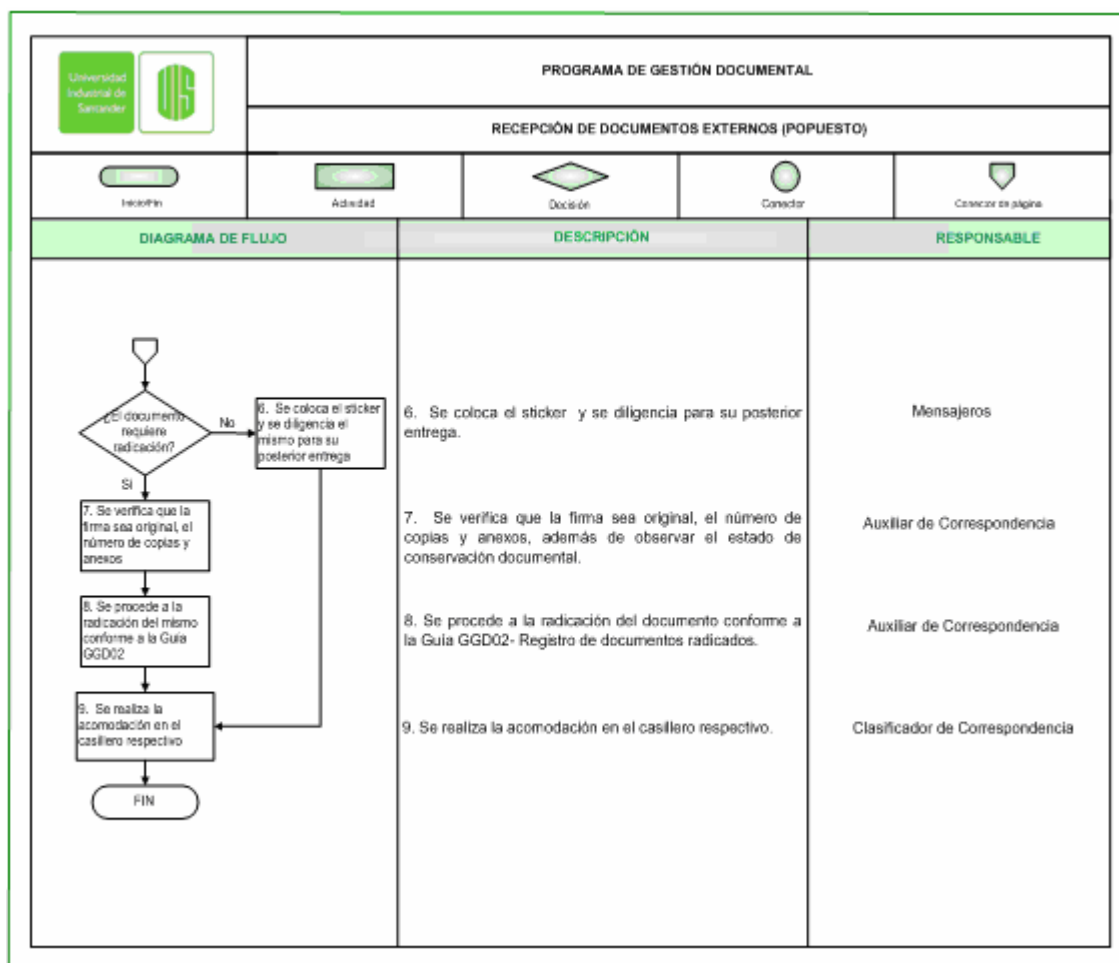 Universidad
Industrial de
Santander
PROGRAMA DE GESTIÓN DOCUMENTAL
RECEPCIÓN DE DOCUMENTOS EXTERNOS (POPUESTO)
Inicio/Fin
Actividad
Decisión
Conector
Conector de página
DIAGRAMA DE FLUJO
DESCRIPCIÓN
RESPONSABLE
¿El documento
requiere
radicación?
No
Si
6. Se coloca el sticker
y se diligencia el
mismo para su
posterior entrega
6. Se coloca el sticker y se diligencia para su posterior
entrega.
Mensajeros
7. Se verifica que la
firma sea original, el
número de copias y
anexos
7. Se verifica que la firma sea original, el número de
copias y anexos, además de observar el estado de
conservación documental.
Auxiliar de Correspondencia
8. Se procede a la
radicación del mismo
conforme a la Guía
GGD02
8. Se procede a la radicación del documento conforme a
la Guía GGD02- Registro de documentos radicados.
Auxiliar de Correspondencia
9. Se realiza la
acomodación en el
casillero respectivo
9. Se realiza la acomodación en el casillero respectivo.
Clasificador de Correspondencia
FIN